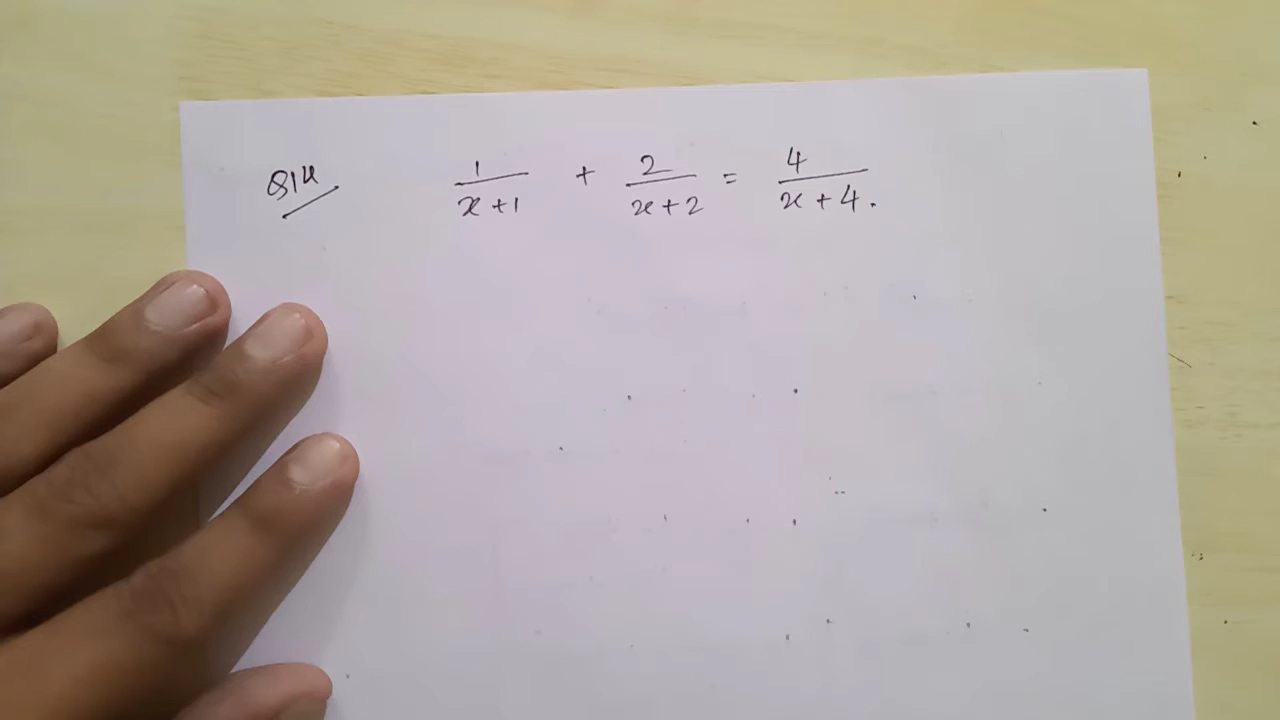 Q14 1/(x+1) + 2/(x+2) = 4/(x+4).